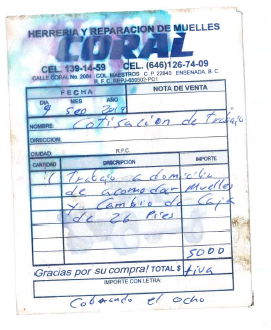 HERRERIA Y REPARACION DE MUELLES
CORAL
CEL. 139-14-59 CEL. (646)126-74-09
CALLE CORAL No. 2004 COL. MAESTROS C. P. 22840 ENSENADA, B. C.
FECHA NOTA DE VENTA
DIA MES AÑO
9 Sep 2019
NOMBRE: Cotisacion de Trabajo
DIRECCION:
CIUDAD: R.F.C.
CANTIDAD DESCRIPCION IMPORTE
1 Trabajo a domicilio
de acomodar Muelles
y Cambio de Caja
de 26 Pies
5000
¡Gracias por su compra! TOTAL $ +iva
IMPORTE CON LETRA:
el ocho